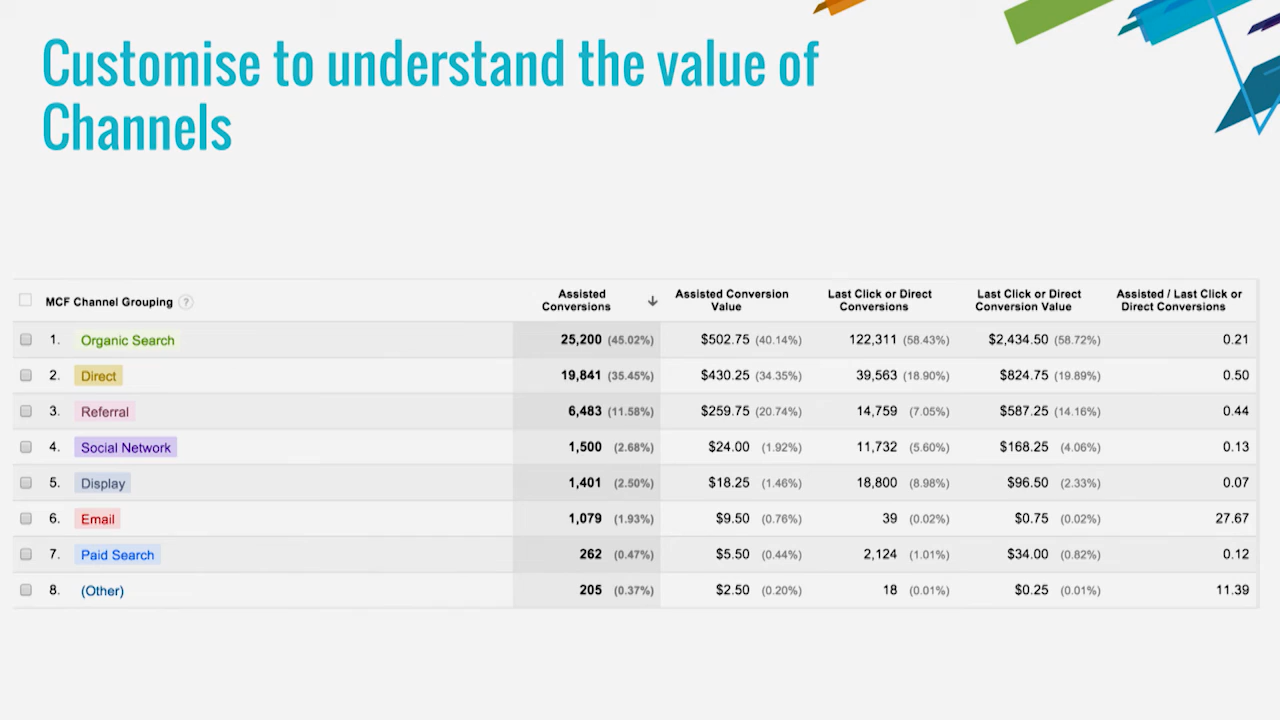 Customise to understand the value of
Channels
MCF Channel Grouping ? Assisted Conversions ↓ Assisted Conversion Value Last Click or Direct Conversions Last Click or Direct Conversion Value Assisted / Last Click or Direct Conversions
1. Organic Search 25,200 (45.02%) $502.75 (40.14%) 122,311 (58.43%) $2,434.50 (58.72%) 0.21
2. Direct 19,841 (35.45%) $430.25 (34.35%) 39,563 (18.90%) $824.75 (19.89%) 0.50
3. Referral 6,483 (11.58%) $259.75 (20.74%) 14,759 (7.05%) $587.25 (14.16%) 0.44
4. Social Network 1,500 (2.68%) $24.00 (1.92%) 11,732 (5.60%) $168.25 (4.06%) 0.13
5. Display 1,401 (2.50%) $18.25 (1.46%) 18,800 (8.98%) $96.50 (2.33%) 0.07
6. Email 1,079 (1.93%) $9.50 (0.76%) 39 (0.02%) $0.75 (0.02%) 27.67
7. Paid Search 262 (0.47%) $5.50 (0.44%) 2,124 (1.01%) $34.00 (0.82%) 0.12
8. (Other) 205 (0.37%) $2.50 (0.20%) 18 (0.01%) $0.25 (0.01%) 11.39